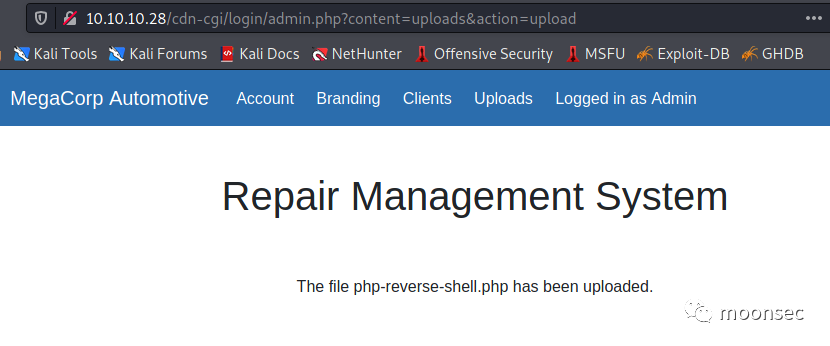 10.10.10.28/cdn-cgi/login/admin.php?content=uploads&action=upload
Kali Tools Kali Forums Kali Docs NetHunter Offensive Security MSFU Exploit-DB GHDB
MegaCorp Automotive Account Branding Clients Uploads Logged in as Admin
Repair Management System
The file php-reverse-shell.php has been uploaded.
moonsec